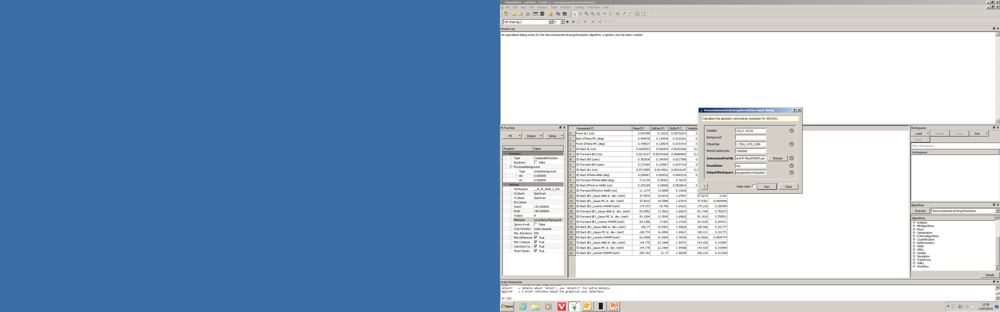 MantidPlot - untitled - [Table-1 - energygeomteryresolution]
File Edit View Plot Analysis Table Windows Catalog Interfaces Help
MS Shell Dlg 2 8 B It U x² x₂ αβ Γ ∫
Results Log
No specialised dialog exists for the VesuvioGeometryEnergyResolution algorithm: a generic one has been created
VesuvioGeometryEnergyResolution input dialog
Calculates the geometry and energy resolution for VESUVIO.
Samples 18121-18139
Background
DSpacings 1.750,2.475,2.858
MonteCarloEvents 1000000
InstrumentParFile and IP files/IP0005.par Browse
Resolution res
OutputWorkspace ergygeomteryresolution
? Keep Open Run Close
Fit Function
Fit Display Setup
Property Value
Functions
Type CompositeFunction
NumDeriv False
f0-LinearBackground
Type LinearBackground
A0 0.000000
A1 0.000000
Settings
Workspace __l0_fit_Peak_2_Par...
XColumn Spectrum
YColumn Spectrum
ErrColumn
StartX 135.000000
EndX 198.000000
Output tt
Minimizer Levenberg-Marquardt
Ignore invali... False
Cost function Least squares
Max Iterations 500
Plot Difference True
Plot Composi... True
Convolve Co... True
Show Param... True
Parameter[Y] Mean[Y] StdDev[Y] StdErr[Y] Weighte
0 Front dL1 (cm) 0.501998 0.10222 0.00732014 0
1 Back dTheta MC (deg) 0.946578 0.139934 0.0122261 0
2 Front dTheta MC (deg) 0.789637 0.120578 0.0151914 0
3 SD Back dL (cm) 0.0264523 0.036924 0.00322606 0.0
4 SD Forward dL0 (cm) 0.0214227 0.00701669 0.00088402 0.0
5 SD Back dt0 (usec) 0.352838 0.249393 0.0217895 0
6 SD Forward dt0 (usec) 0.271064 0.124867 0.0157318 0
7 SD Back dL1 (cm) 0.0712589 0.0219061 0.00316187 0.0
8 SD Back dTheta ANA (deg) 0.284067 0.564532 0.0493234 0
9 SD Forward dTheta ANA (deg) 3.31276 6.05422 0.76276
10 SD Back Effective Width (cm) 0.293189 0.60506 0.0528643 0
11 SD Forward Effective Width (cm) 11.1274 13.5895 5.13636
12 SD Back dE1_Gauss ANA st. dev. (meV) 57.4534 18.6016 1.67047 57.5219 0.041
13 SD Back dE1_Gauss MC st. dev. (meV) 57.4616 18.5984 1.67019 57.5301 0.0409948
14 SD Back dE1_Lorentz HWHM (meV) 174.373 18.796 1.64221 175.216 0.284359
15 SD Forward dE1_Gauss ANA st. dev. (meV) 83.0952 13.3562 1.69623 83.1768 0.753673
16 SD Forward dE1_Gauss MC st. dev. (meV) 83.1004 13.3545 1.69602 83.1818 0.755531
17 SD Forward dE1_Lorentz HWHM (meV) 28.1386 17.001 2.14192 28.2104 0.244311
18 DD Back dE1_Gauss ANA st. dev. (meV) 100.77 16.4901 1.44628 100.406 0.101777
19 DD Back dE1_Gauss MC st. dev. (meV) 100.774 16.4894 1.44621 100.411 0.101771
20 DD Back dE1_Lorentz HWHM (meV) 62.0408 31.8364 2.78156 62.5026 0.0594774
21 TD Back dE1_Gauss ANA st. dev. (meV) 144.775 22.2468 1.94371 143.426 0.143987
22 TD Back dE1_Gauss MC st. dev. (meV) 144.778 22.2464 1.94368 143.429 0.143984
23 TD Back dE1_Lorentz HWHM (meV) 255.183 21.77 1.90205 256.216 0.312438
Workspaces
Load Delete Group Sort
Save
Filter Workspaces
Workspaces
Algorithms
Execute VesuvioGeometryEnergyResolution
Algorithms
Inelastic
MDAlgorithms
Muon
Optimization
PythonAlgorithms
Quantification
Reflectometry
SANS
SINQ
Sample
Simulation
Transforms
Utility
Workflow
Details
Script Interpreter
object? -> Details about 'object', use 'object??' for extra details.
%guiref -> A brief reference about the graphical user interface.
In [1]:
Start
12:38
11/03/2016